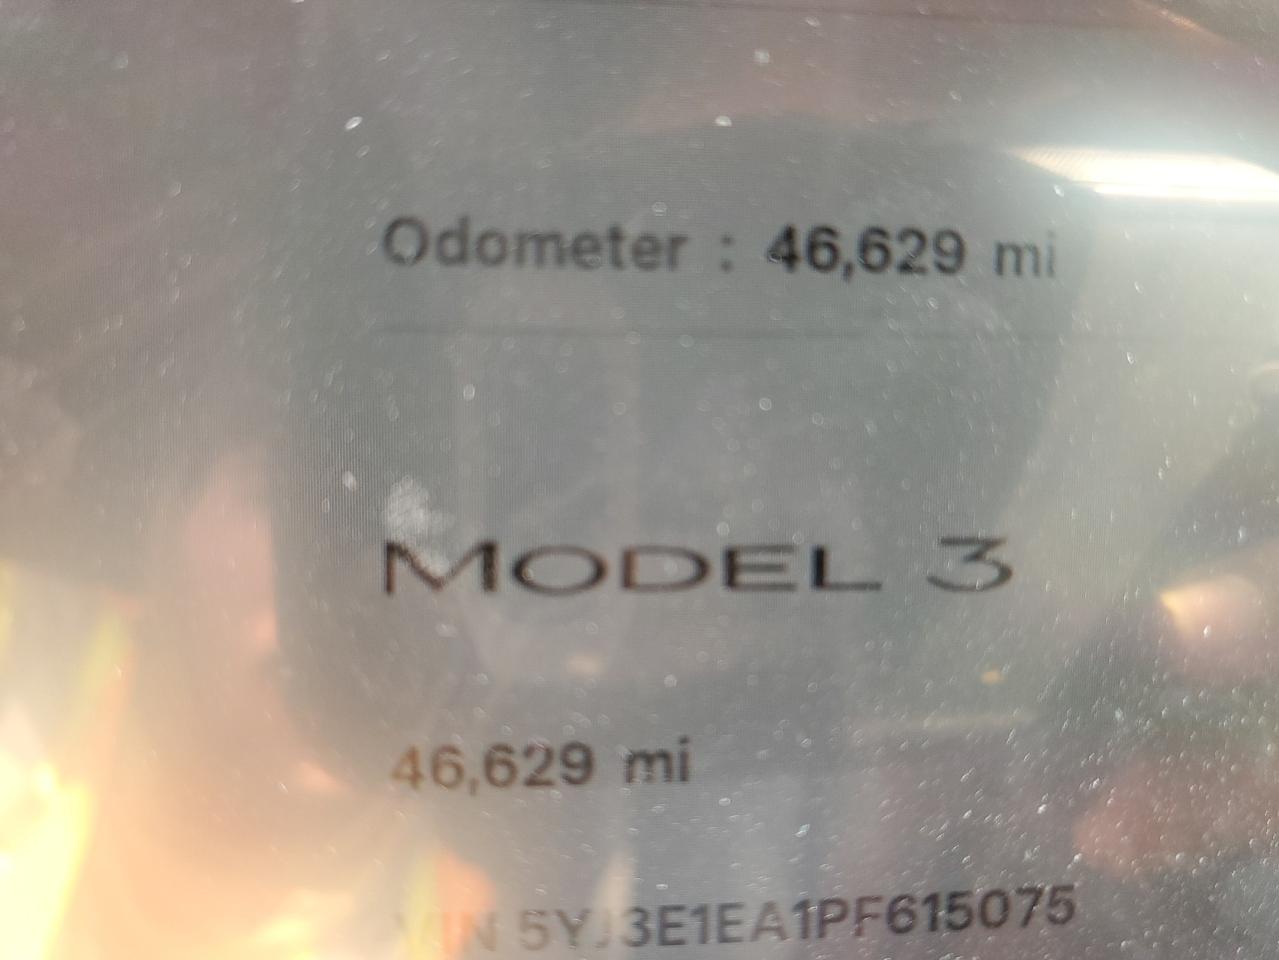 Odometer : 46,629 mi
MODEL 3
46,629 mi
VIN 5YJ3E1EA1PF615075